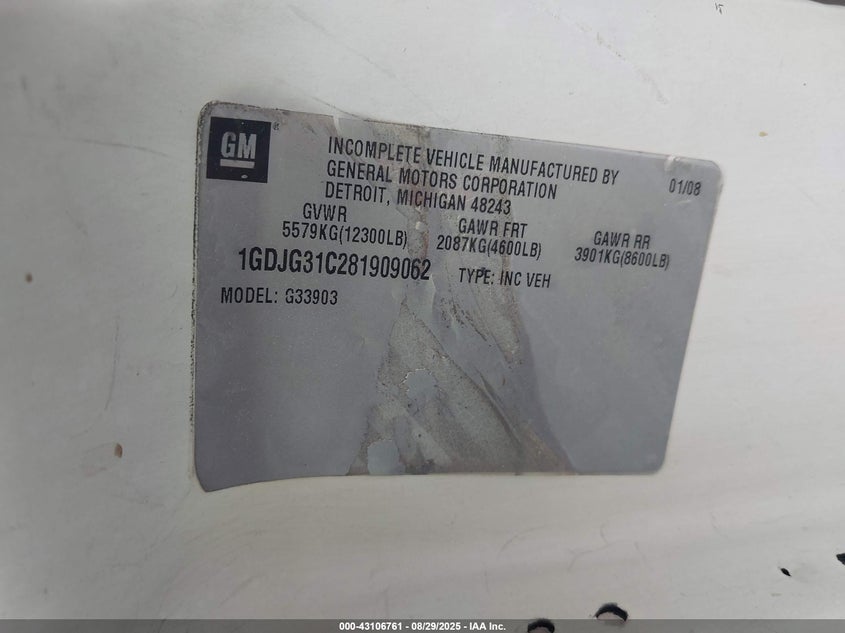 GM
INCOMPLETE VEHICLE MANUFACTURED BY
GENERAL MOTORS CORPORATION
DETROIT, MICHIGAN 48243
01/08
GVWR
5579KG(12300LB)
GAWR FRT
2087KG(4600LB)
GAWR RR
3901KG(8600LB)
1GDJG31C281909062
TYPE: INC VEH
MODEL: G33903
000-43106761 - 08/29/2025 - IAA Inc.